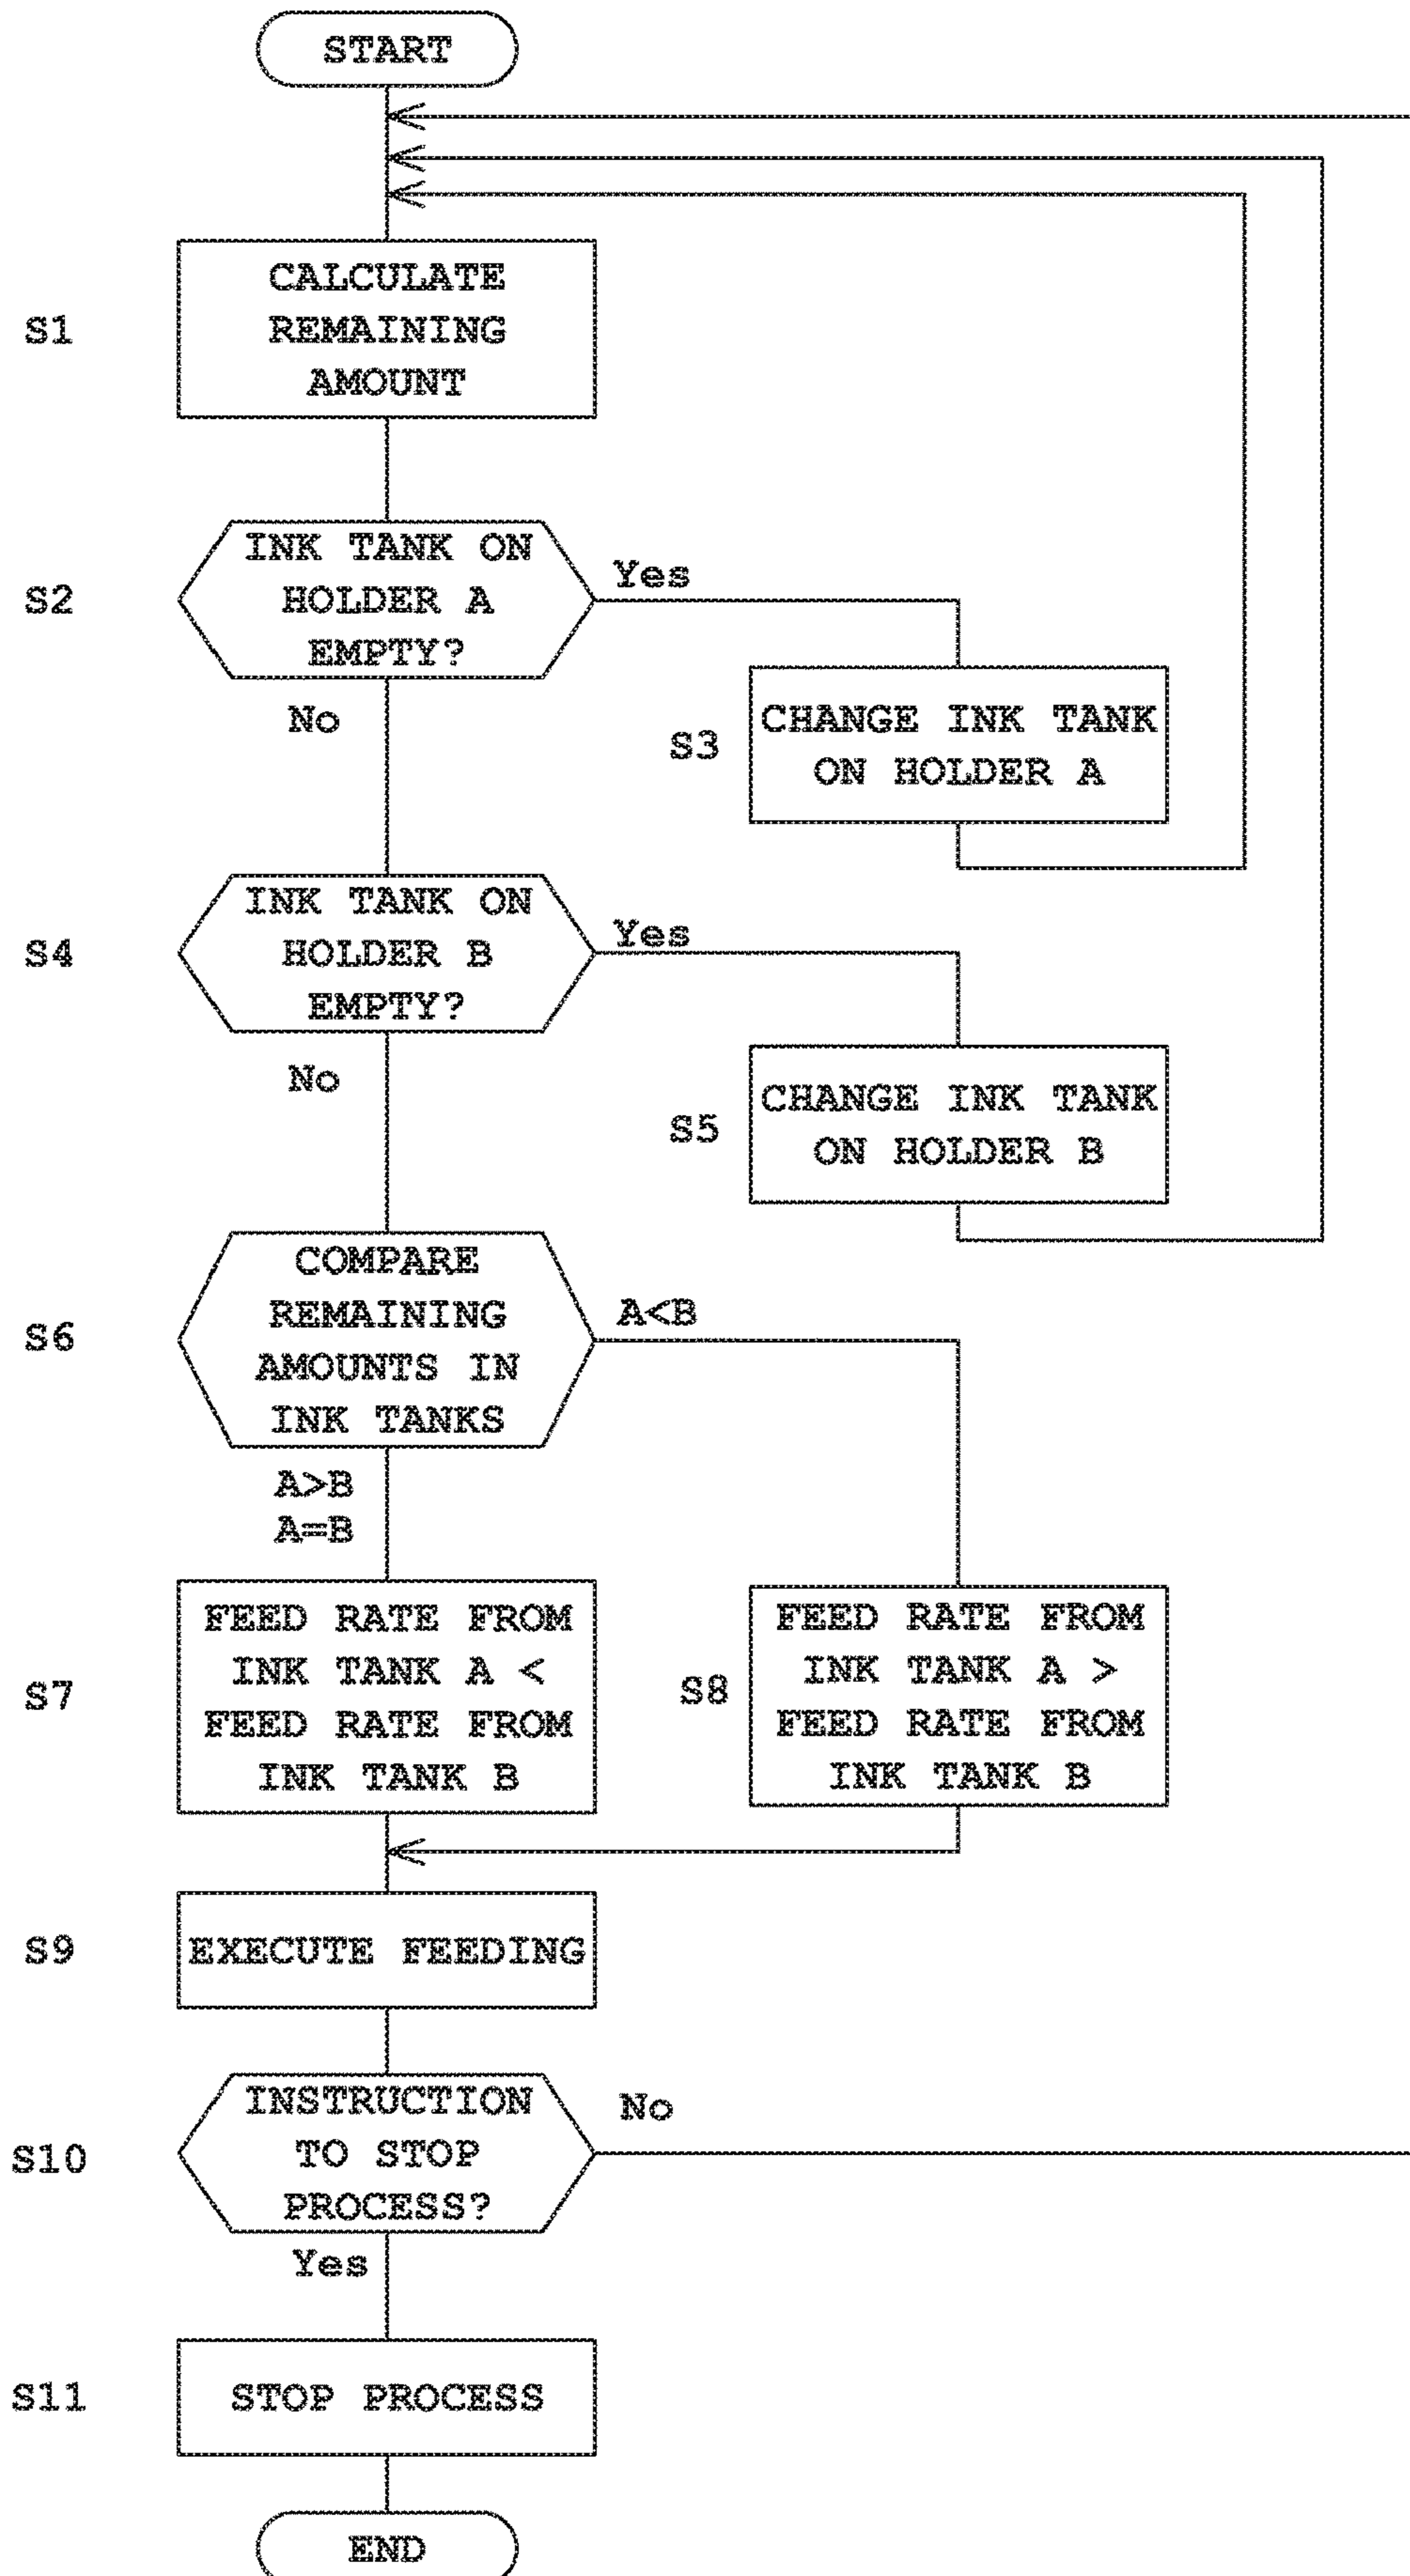 START
S1
CALCULATE
REMAINING
AMOUNT
S2
INK TANK ON
HOLDER A
EMPTY?
Yes
No
S3
CHANGE INK TANK
ON HOLDER A
S4
INK TANK ON
HOLDER B
EMPTY?
Yes
No
S5
CHANGE INK TANK
ON HOLDER B
S6
COMPARE
REMAINING
AMOUNTS IN
INK TANKS
A<B
A>B
A=B
S7
FEED RATE FROM
INK TANK A <
FEED RATE FROM
INK TANK B
S8
FEED RATE FROM
INK TANK A >
FEED RATE FROM
INK TANK B
S9
EXECUTE FEEDING
S10
INSTRUCTION
TO STOP
PROCESS?
No
Yes
S11
STOP PROCESS
END